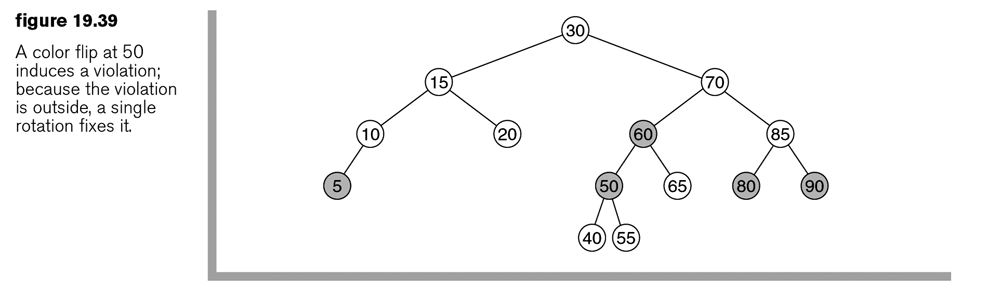 figure 19.39
A color flip at 50
induces a violation;
because the violation
is outside, a single
rotation fixes it.
30
15
70
10
20
60
85
5
50
65
80
90
40
55